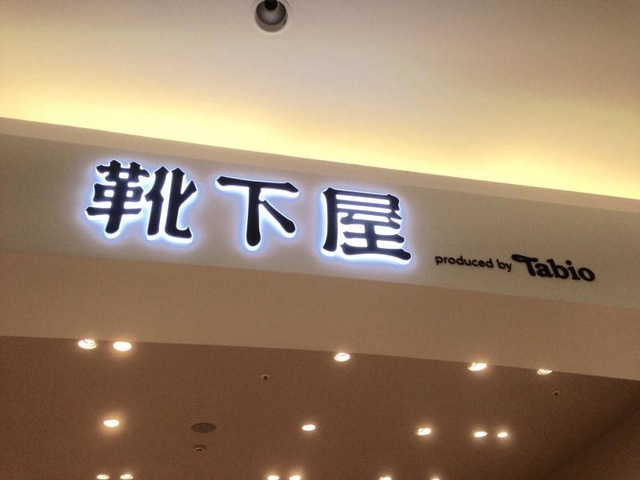 靴下屋 produced by Tabio